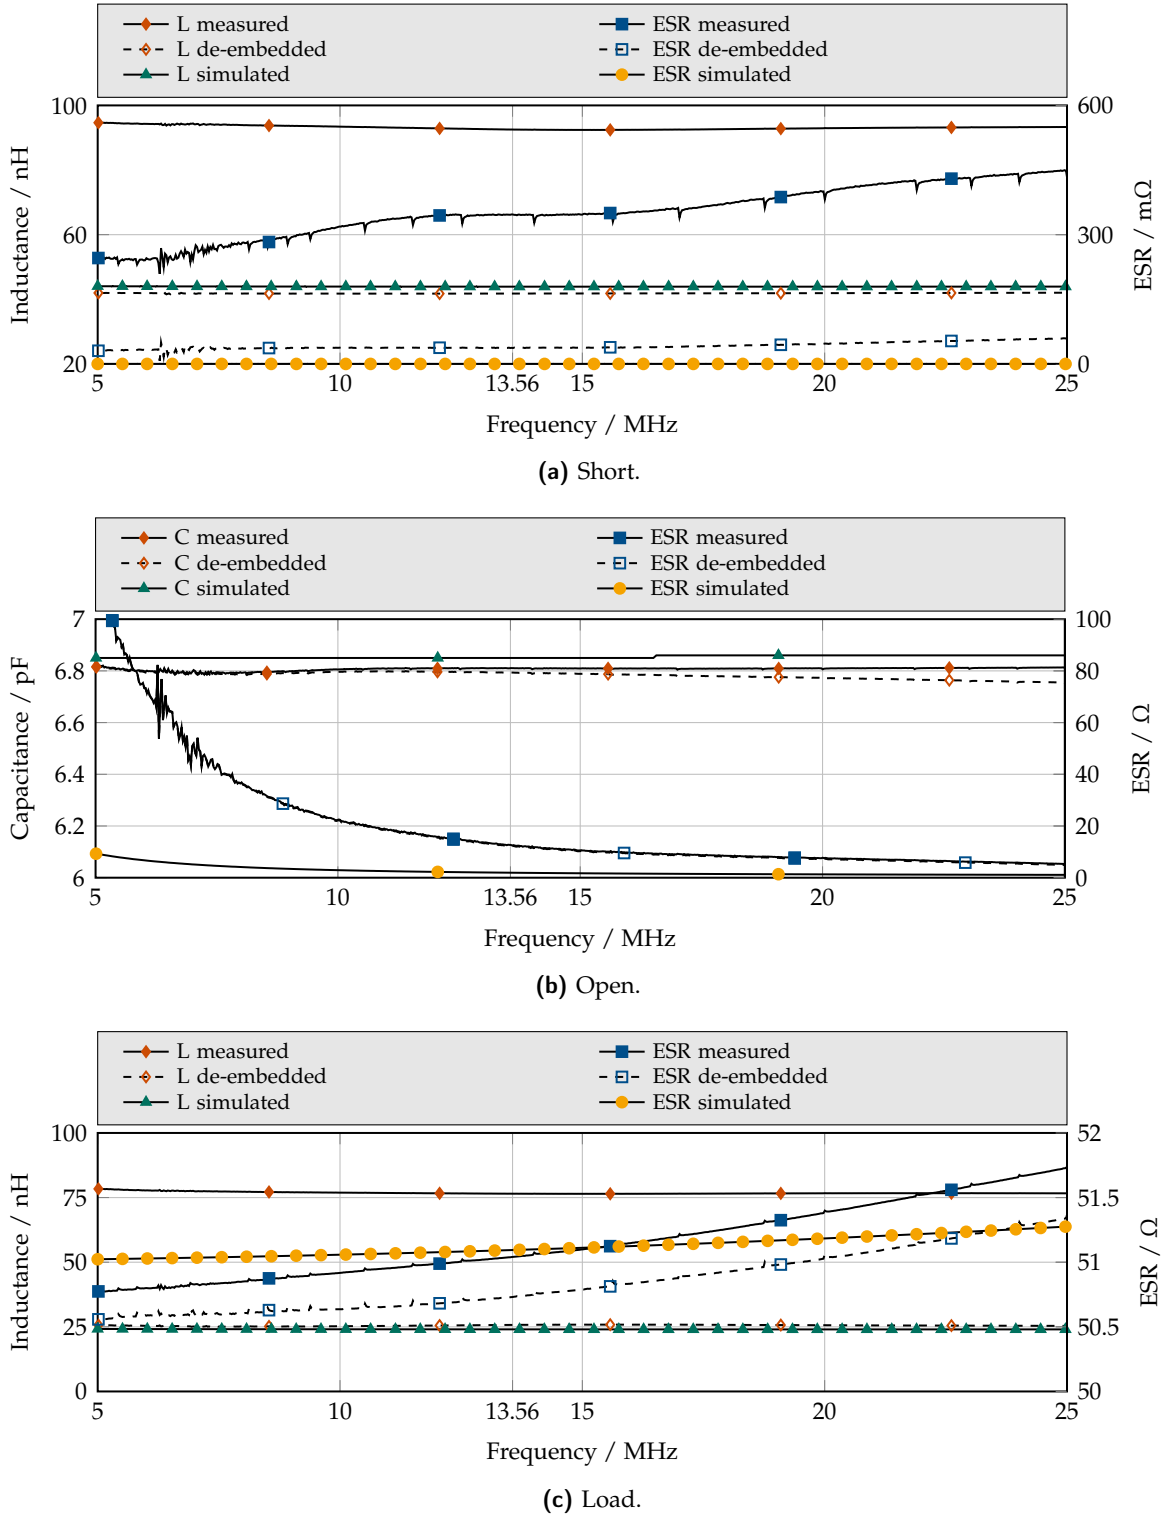 L measured ESR measured
L de-embedded ESR de-embedded
L simulated ESR simulated
100 600
60 300
20 0
Inductance / nH
ESR / mΩ
5 10 13.56 15 20 25
Frequency / MHz
(a) Short.
C measured ESR measured
C de-embedded ESR de-embedded
C simulated ESR simulated
7 100
6.8 80
6.6 60
6.4 40
6.2 20
6 0
Capacitance / pF
ESR / Ω
5 10 13.56 15 20 25
Frequency / MHz
(b) Open.
L measured ESR measured
L de-embedded ESR de-embedded
L simulated ESR simulated
100 52
75 51.5
50 51
25 50.5
0 50
Inductance / nH
ESR / Ω
5 10 13.56 15 20 25
Frequency / MHz
(c) Load.